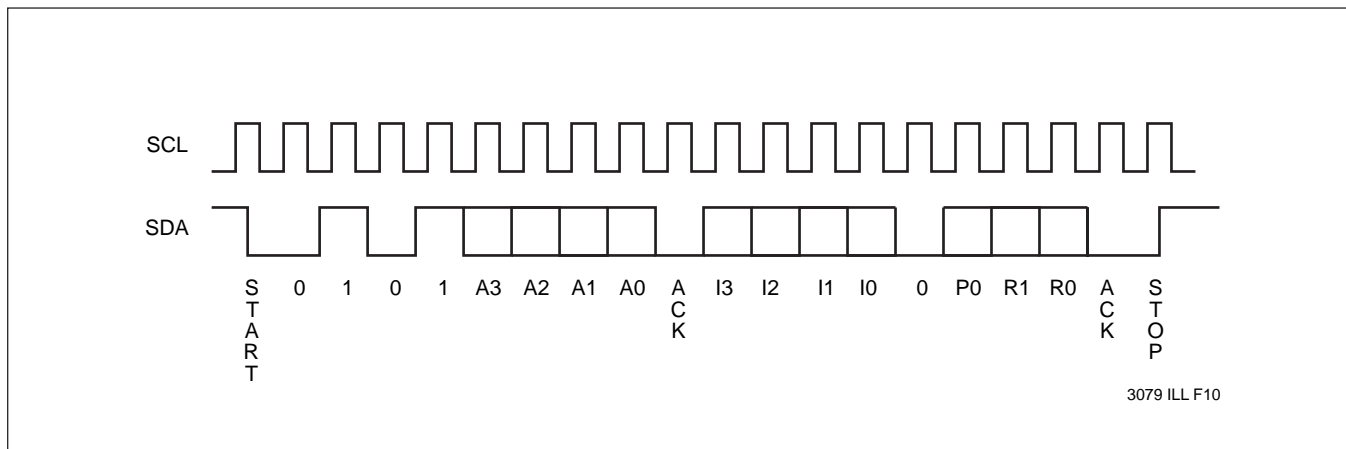 SCL
SDA
START 0 1 0 1 A3 A2 A1 A0 ACK I3 I2 I1 I0 0 P0 R1 R0 ACK STOP
3079 ILL F10